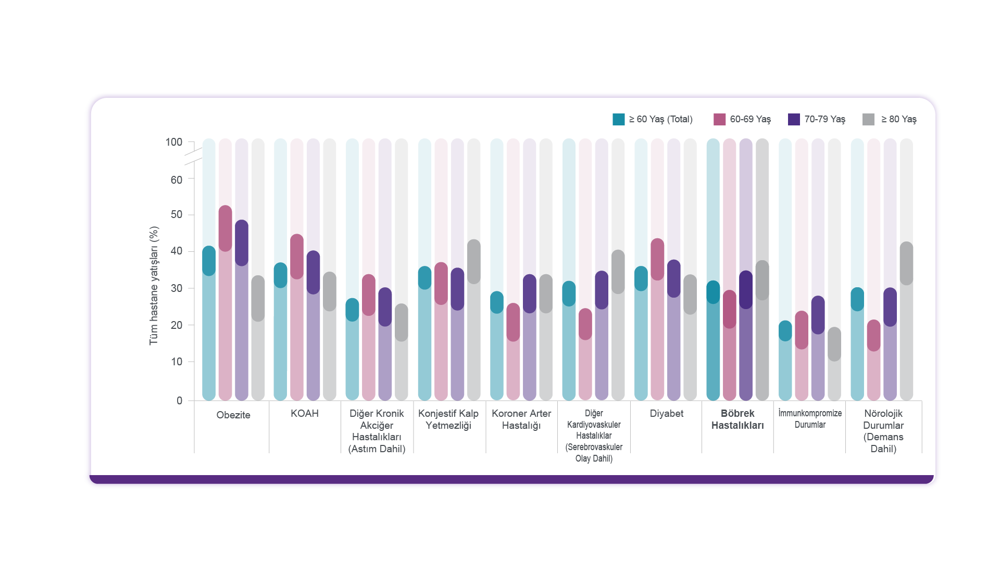 ≥ 60 Yaş (Total)
60-69 Yaş
70-79 Yaş
≥ 80 Yaş
Tüm hastane yatışları (%)
100
60
50
40
30
20
10
0
Obezite
KOAH
Diğer Kronik
Akciğer
Hastalıkları
(Astım Dahil)
Konjestif Kalp
Yetmezliği
Koroner Arter
Hastalığı
Diğer
Kardiyovaskuler
Hastalıklar
(Serebrovaskuler
Olay Dahil)
Diyabet
Böbrek
Hastalıkları
İmmunkompromize
Durumlar
Nörolojik
Durumlar
(Demans
Dahil)